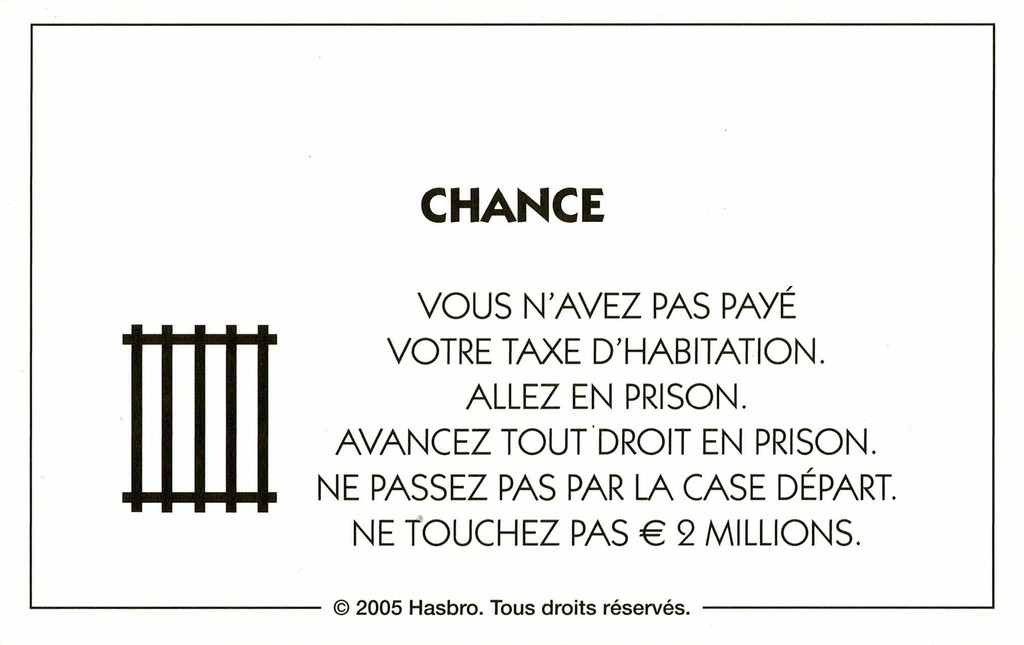 CHANCE
VOUS N'AVEZ PAS PAYÉ
VOTRE TAXE D'HABITATION.
ALLEZ EN PRISON.
AVANCEZ TOUT DROIT EN PRISON.
NE PASSEZ PAS PAR LA CASE DÉPART.
NE TOUCHEZ PAS € 2 MILLIONS.
© 2005 Hasbro. Tous droits réservés.